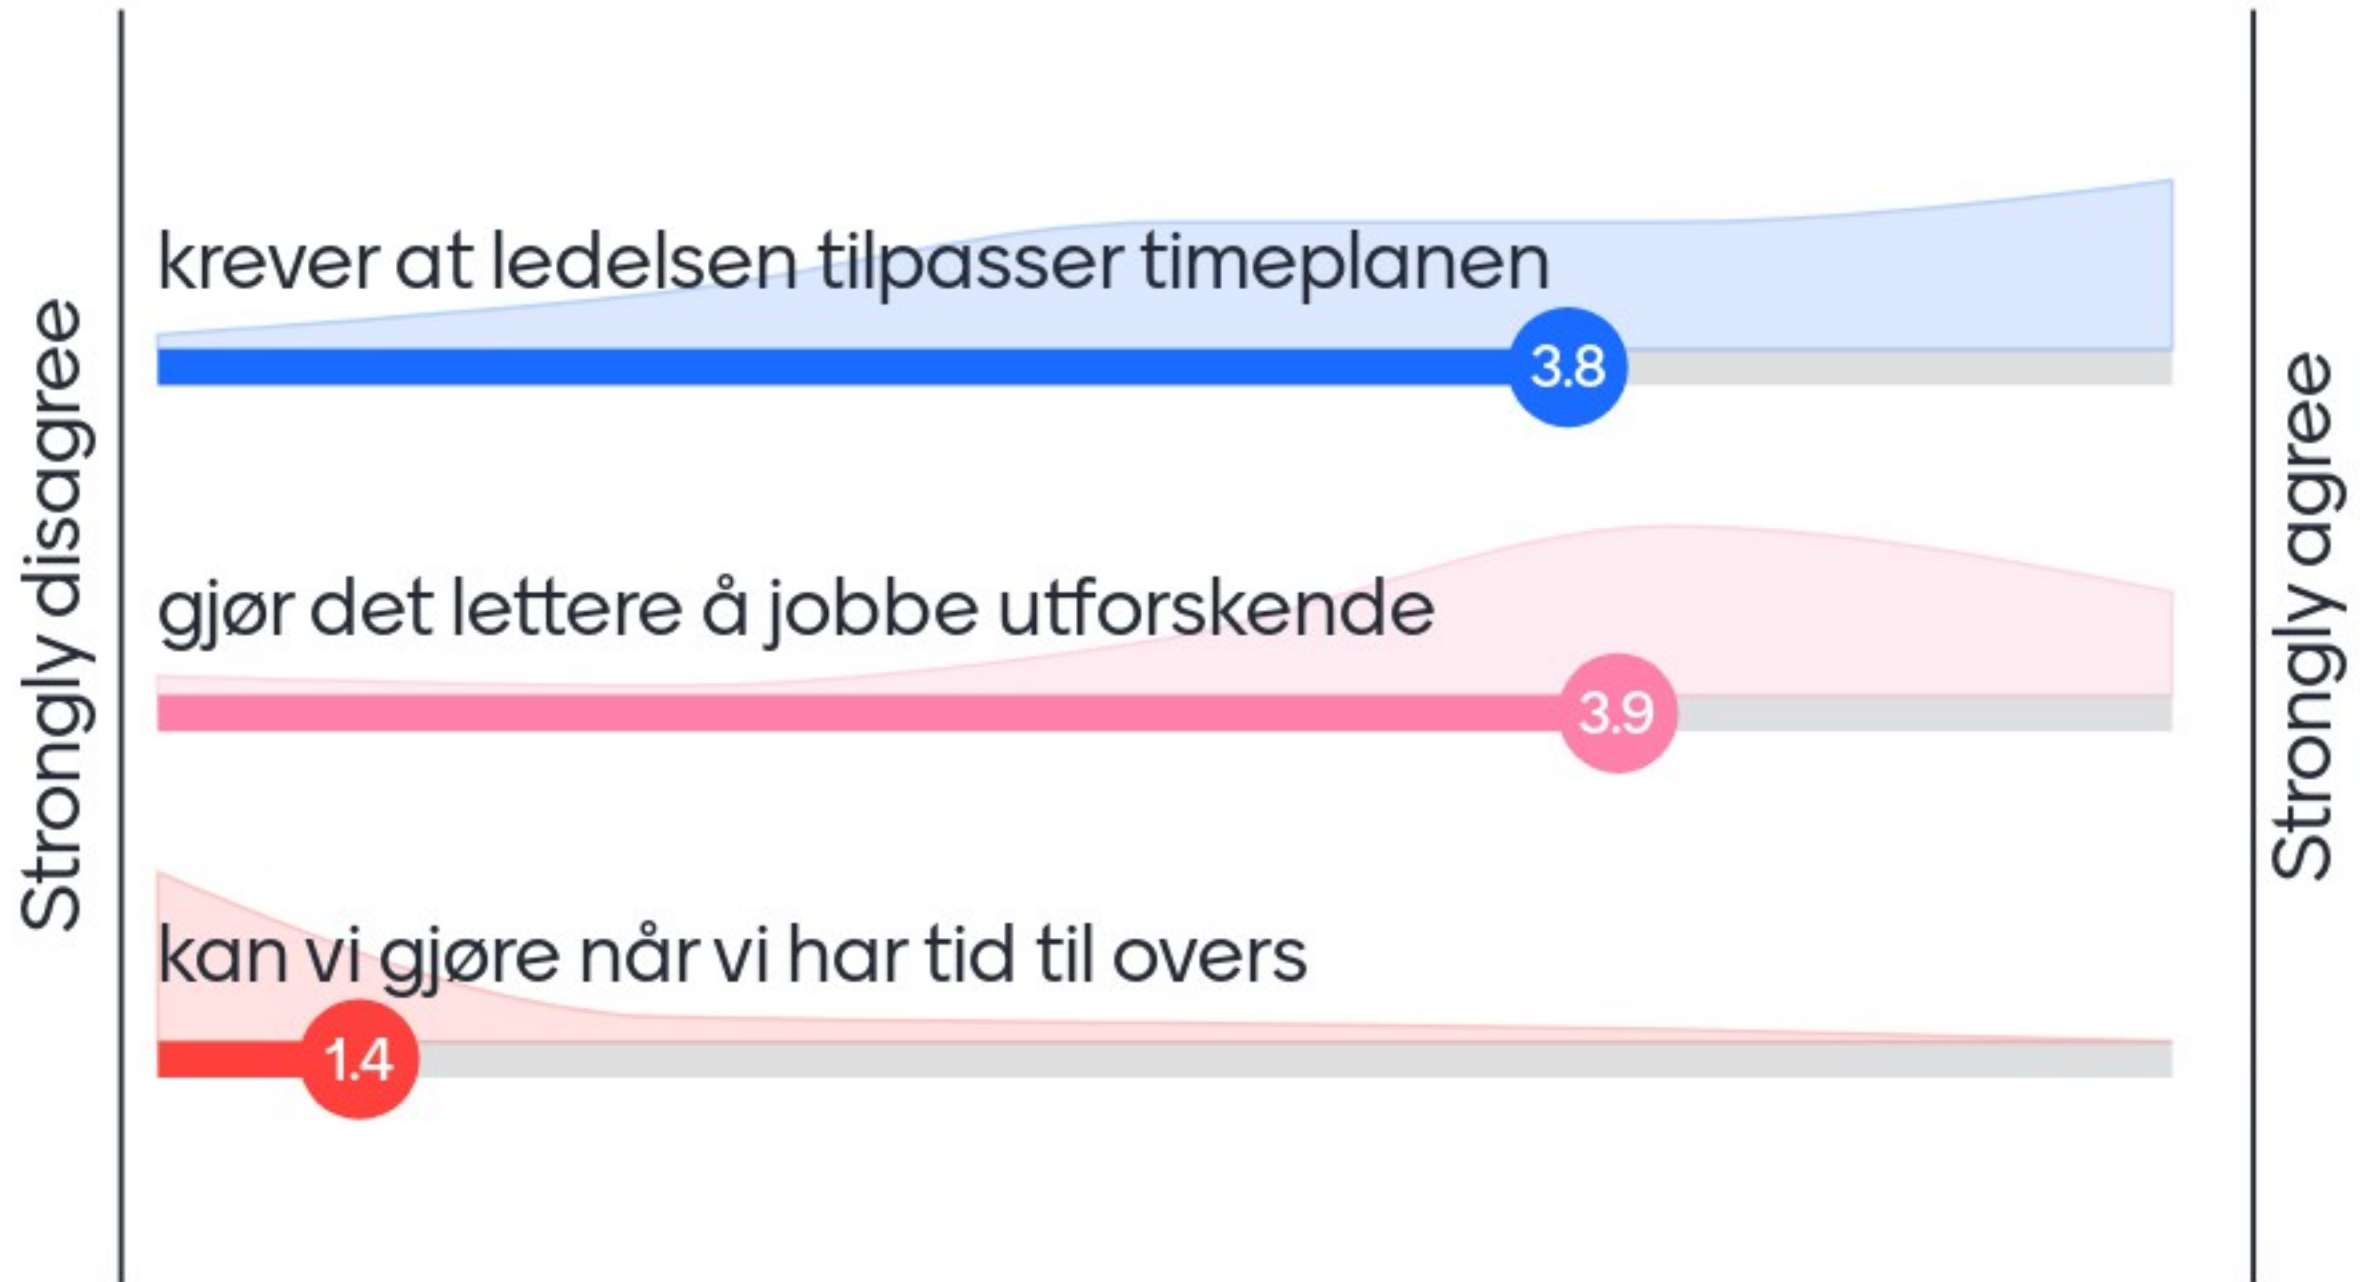 Strongly disagree
krever at ledelsen tilpasser timeplanen
3.8
gjør det lettere å jobbe utforskende
3.9
kan vi gjøre når vi har tid til overs
1.4
Strongly agree